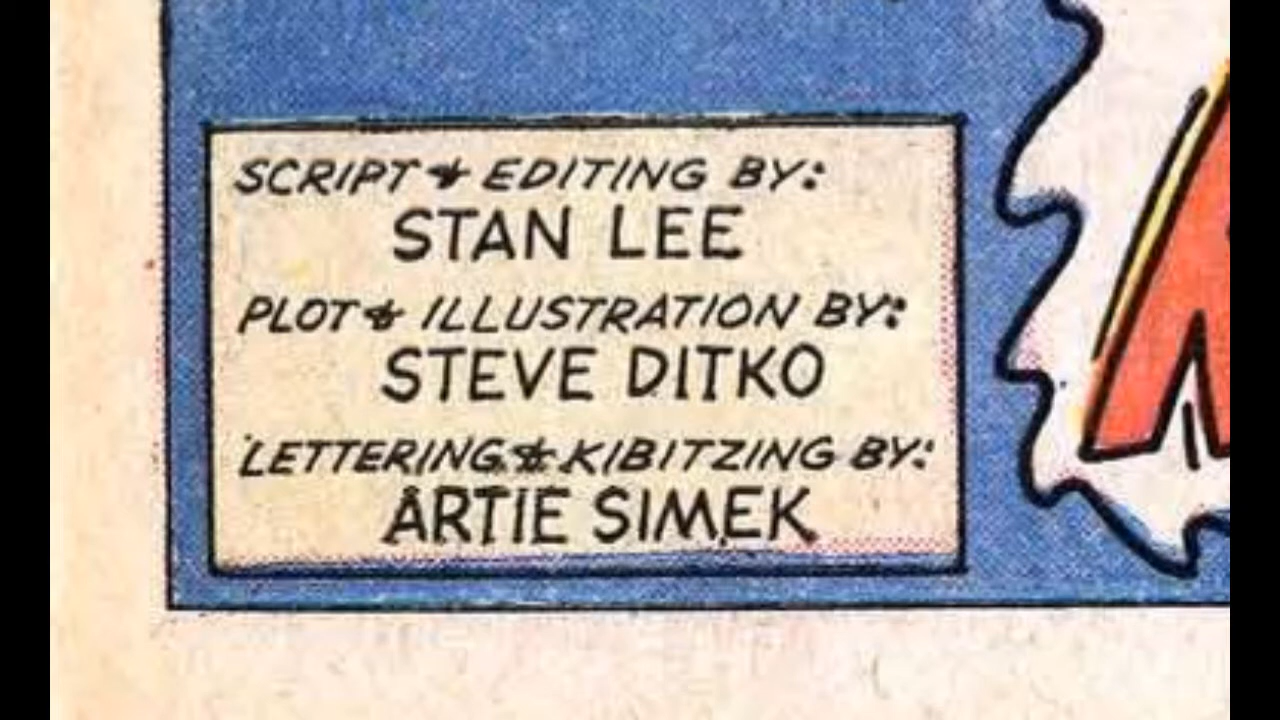 SCRIPT & EDITING BY:
STAN LEE
PLOT & ILLUSTRATION BY:
STEVE DITKO
LETTERING & KIBITZING BY:
ARTIE SIMEK